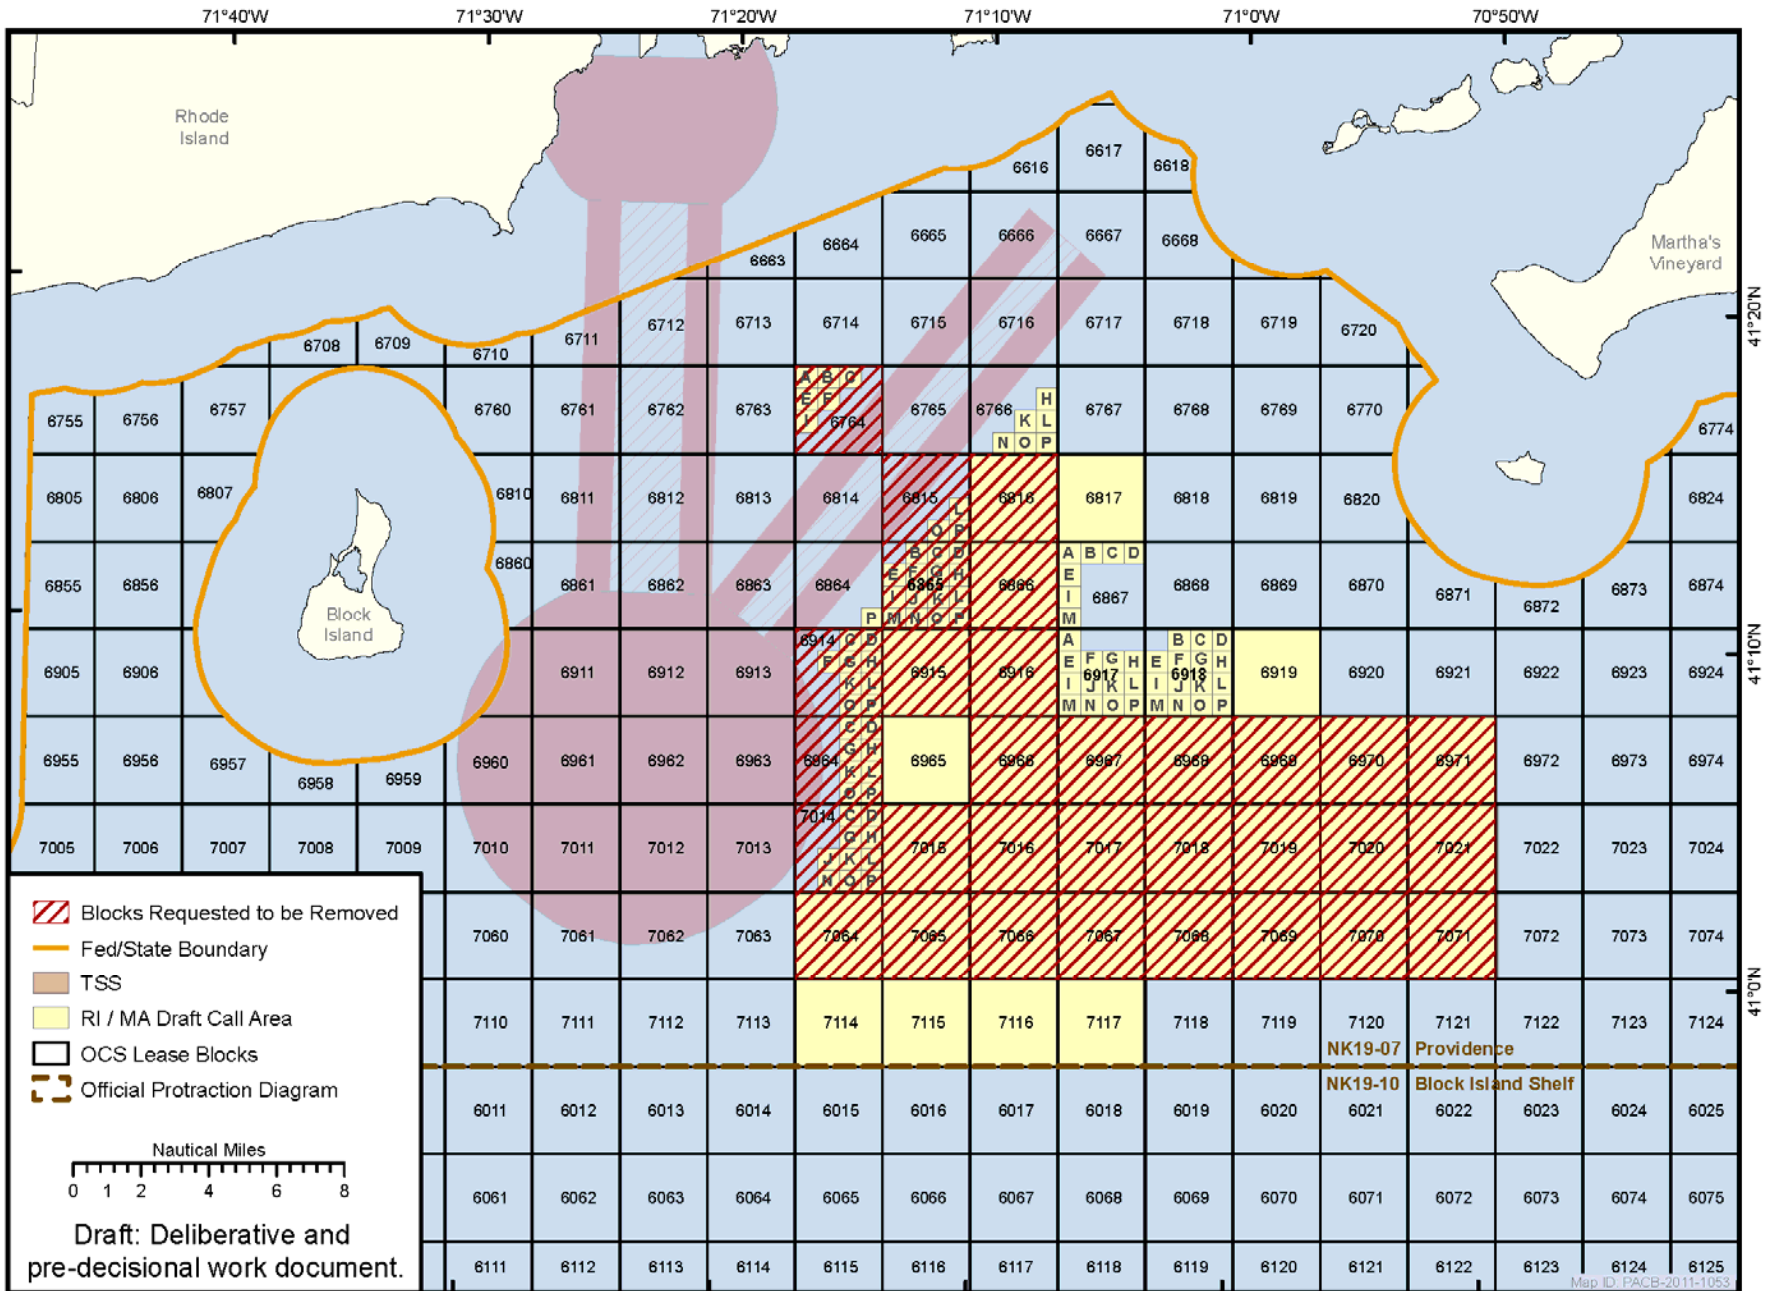 71°40'W 71°30'W 71°20'W 71°10'W 71°0'W 70°50'W
Rhode
Island
Martha's
Vineyard
Block
Island
41°20'N
41°10'N
41°0'N
6616 6617 6618
6663 6664 6665 6666 6667 6668
6708 6709 6710 6711 6712 6713 6714 6715 6716 6717 6718 6719 6720
A B C
E F
I
H
K L
N O P
6755 6756 6757 6760 6761 6762 6763 6764 6765 6766 6767 6768 6769 6770 6774
6805 6806 6807 6810 6811 6812 6813 6814 6815 6816 6817 6818 6819 6820 6824
L
O P
B C D
E F G H
I J K L
P M N O P
A B C D
E
I
M
6855 6856 6860 6861 6862 6863 6864 6865 6866 6867 6868 6869 6870 6871 6872 6873 6874
C D
F G H
K L
O P
A
E F G H
I J K L
M N O P
B C D
E F G H
I J K L
M N O P
6905 6906 6911 6912 6913 6914 6915 6916 6917 6918 6919 6920 6921 6922 6923 6924
C D
G H
K L
O P
6955 6956 6957 6958 6959 6960 6961 6962 6963 6964 6965 6966 6967 6968 6969 6970 6971 6972 6973 6974
C D
G H
J K L
N O P
7005 7006 7007 7008 7009 7010 7011 7012 7013 7014 7015 7016 7017 7018 7019 7020 7021 7022 7023 7024
7060 7061 7062 7063 7064 7065 7066 7067 7068 7069 7070 7071 7072 7073 7074
7110 7111 7112 7113 7114 7115 7116 7117 7118 7119 7120 7121 7122 7123 7124
NK19-07 Providence
NK19-10 Block Island Shelf
6011 6012 6013 6014 6015 6016 6017 6018 6019 6020 6021 6022 6023 6024 6025
6061 6062 6063 6064 6065 6066 6067 6068 6069 6070 6071 6072 6073 6074 6075
6111 6112 6113 6114 6115 6116 6117 6118 6119 6120 6121 6122 6123 6124 6125
Blocks Requested to be Removed
Fed/State Boundary
TSS
RI / MA Draft Call Area
OCS Lease Blocks
Official Protraction Diagram
Nautical Miles
0 1 2 4 6 8
Draft: Deliberative and
pre-decisional work document.
Map ID: PACB-2011-1053